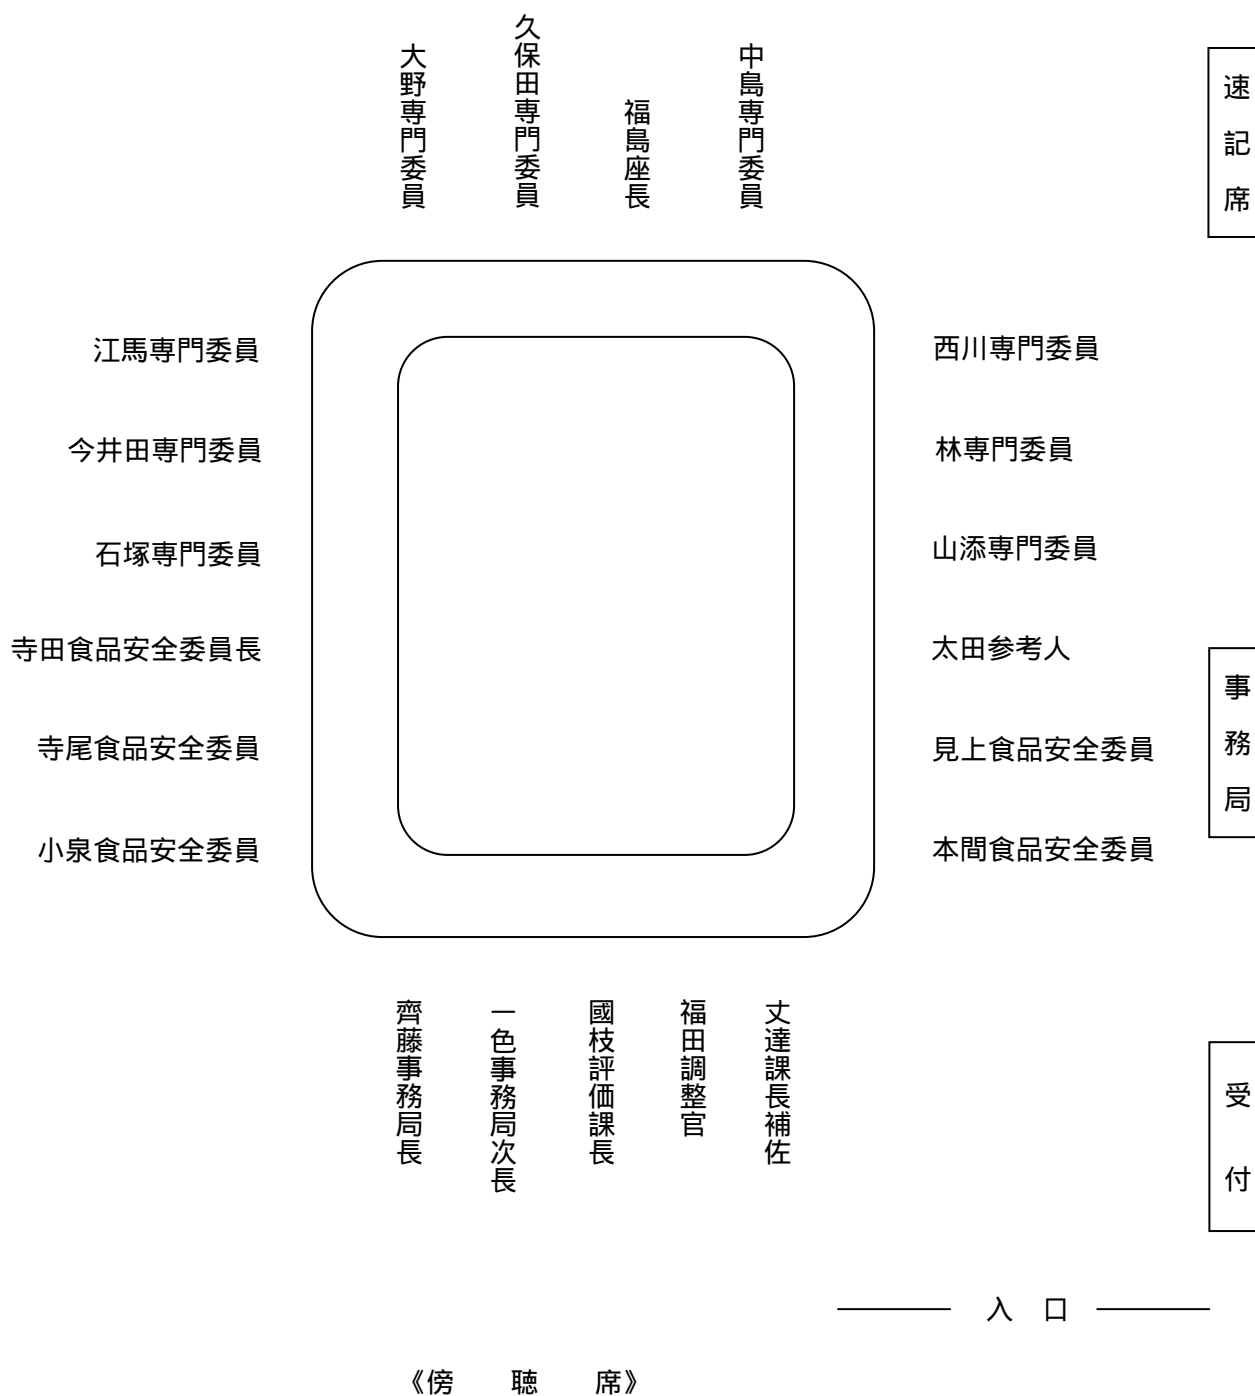 大野専門委員
久保田専門委員
福島座長
中島専門委員
速記席
江馬専門委員
西川専門委員
今井田専門委員
林専門委員
石塚専門委員
山添専門委員
寺田食品安全委員長
太田参考人
事務局
寺尾食品安全委員
見上食品安全委員
小泉食品安全委員
本間食品安全委員
齊藤事務局長
一色事務局次長
國枝評価課長
福田調整官
丈達課長補佐
受付
入 口
《傍 聴 席》